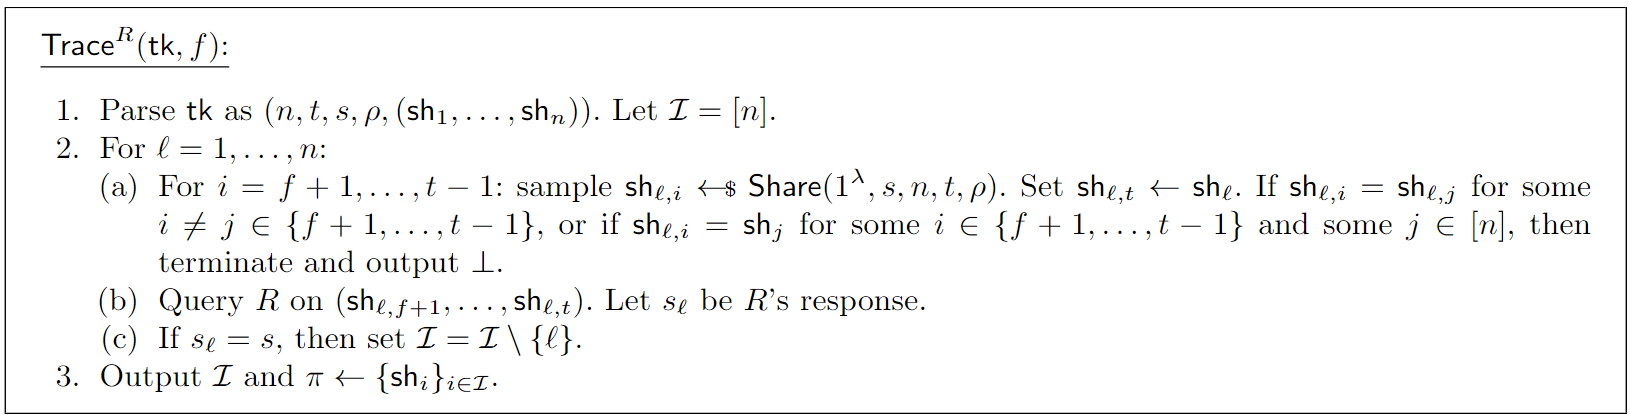 Trace^R(tk, f):
1. Parse tk as (n, t, s, ρ, (sh_1, . . . , sh_n)). Let ℐ = [n].
2. For ℓ = 1, . . . , n:
(a) For i = f + 1, . . . , t − 1: sample sh_{ℓ,i} ←$ Share(1^λ, s, n, t, ρ). Set sh_{ℓ,t} ← sh_ℓ. If sh_{ℓ,i} = sh_{ℓ,j} for some
i ≠ j ∈ {f + 1, . . . , t − 1}, or if sh_{ℓ,i} = sh_j for some i ∈ {f + 1, . . . , t − 1} and some j ∈ [n], then
terminate and output ⊥.
(b) Query R on (sh_{ℓ,f+1}, . . . , sh_{ℓ,t}). Let s_ℓ be R's response.
(c) If s_ℓ = s, then set ℐ = ℐ \ {ℓ}.
3. Output ℐ and π ← {sh_i}_{i∈ℐ}.